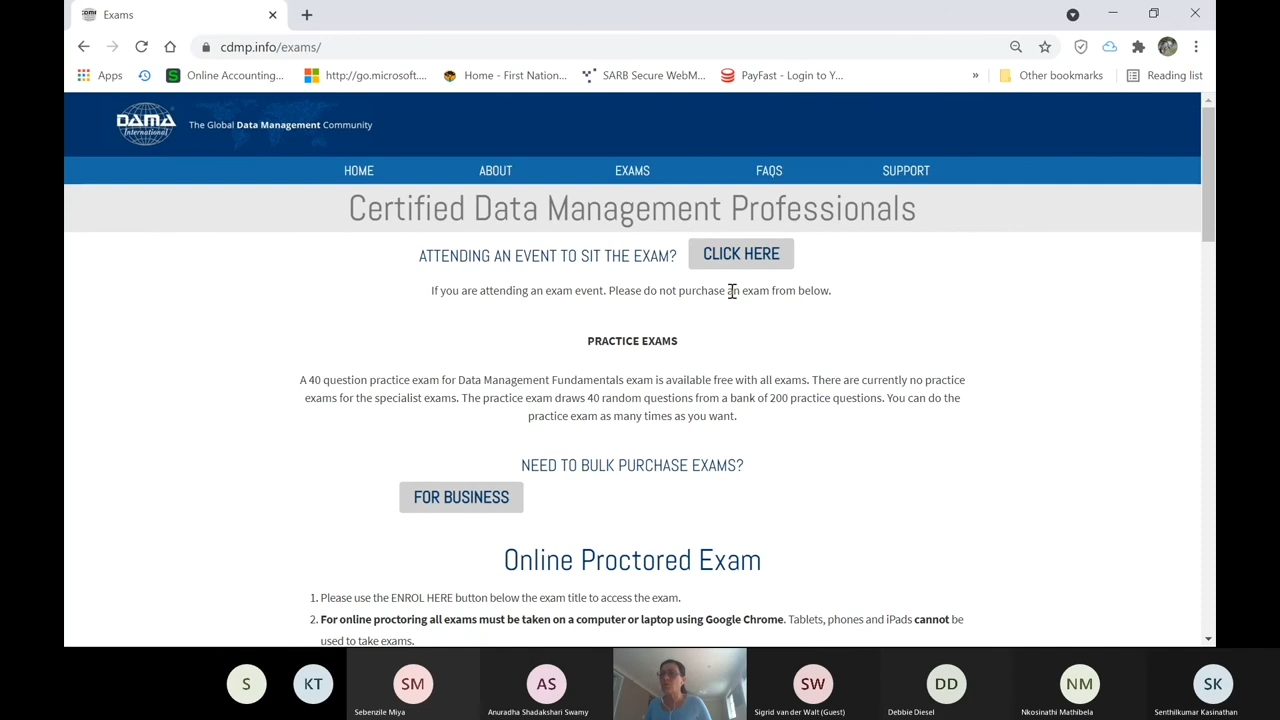 Exams
cdmp.info/exams/
Apps
Online Accounting...
http://go.microsoft....
Home - First Nation...
SARB Secure WebM...
PayFast - Login to Y...
»
Other bookmarks
Reading list
DAMA
International
The Global Data Management Community
HOME
ABOUT
EXAMS
FAQS
SUPPORT
Certified Data Management Professionals
ATTENDING AN EVENT TO SIT THE EXAM?
CLICK HERE
If you are attending an exam event. Please do not purchase an exam from below.
PRACTICE EXAMS
A 40 question practice exam for Data Management Fundamentals exam is available free with all exams. There are currently no practice
exams for the specialist exams. The practice exam draws 40 random questions from a bank of 200 practice questions. You can do the
practice exam as many times as you want.
NEED TO BULK PURCHASE EXAMS?
FOR BUSINESS
Online Proctored Exam
1. Please use the ENROL HERE button below the exam title to access the exam.
2. For online proctoring all exams must be taken on a computer or laptop using Google Chrome. Tablets, phones and iPads cannot be
used to take exams.
S
KT
SM
AS
SW
DD
NM
SK
Sebenzile Miya
Anuradha Shadakshari Swamy
Sigrid van der Walt (Guest)
Debbie Diesel
Nkosinathi Mathibela
Senthilkumar Kasinathan